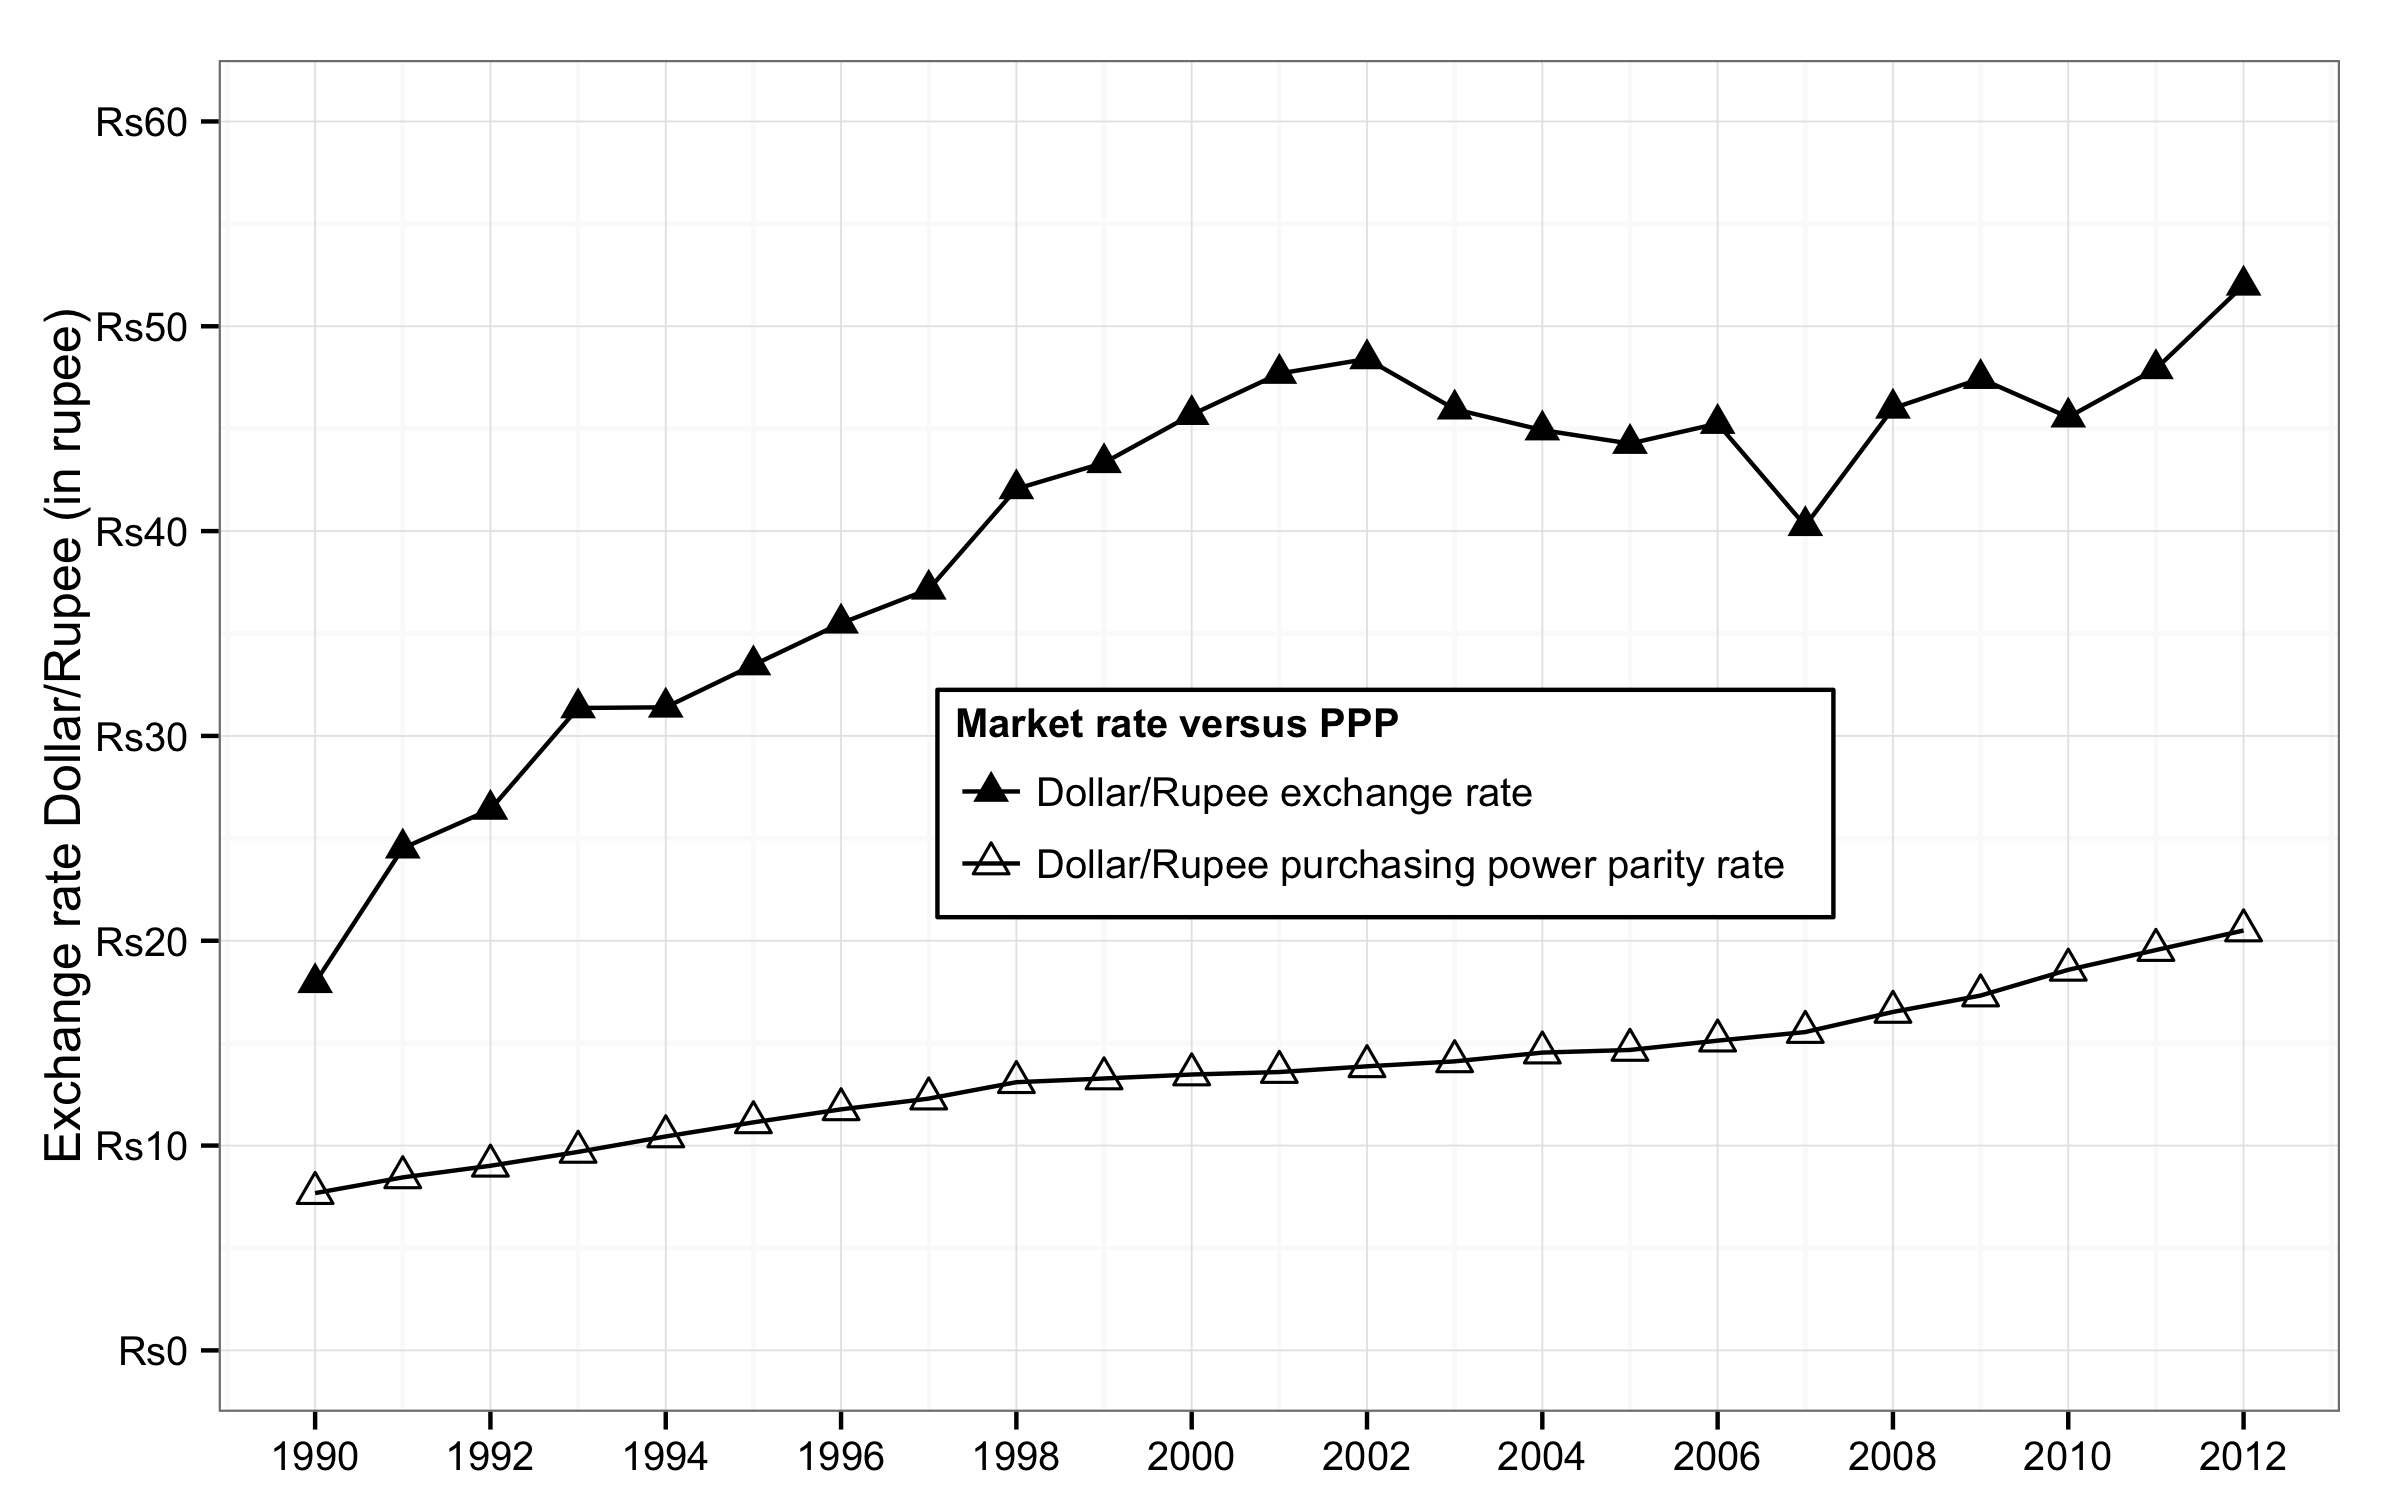 Exchange rate Dollar/Rupee (in rupee)
Rs60
Rs50
Rs40
Rs30
Rs20
Rs10
Rs0
Market rate versus PPP
Dollar/Rupee exchange rate
Dollar/Rupee purchasing power parity rate
1990 1992 1994 1996 1998 2000 2002 2004 2006 2008 2010 2012